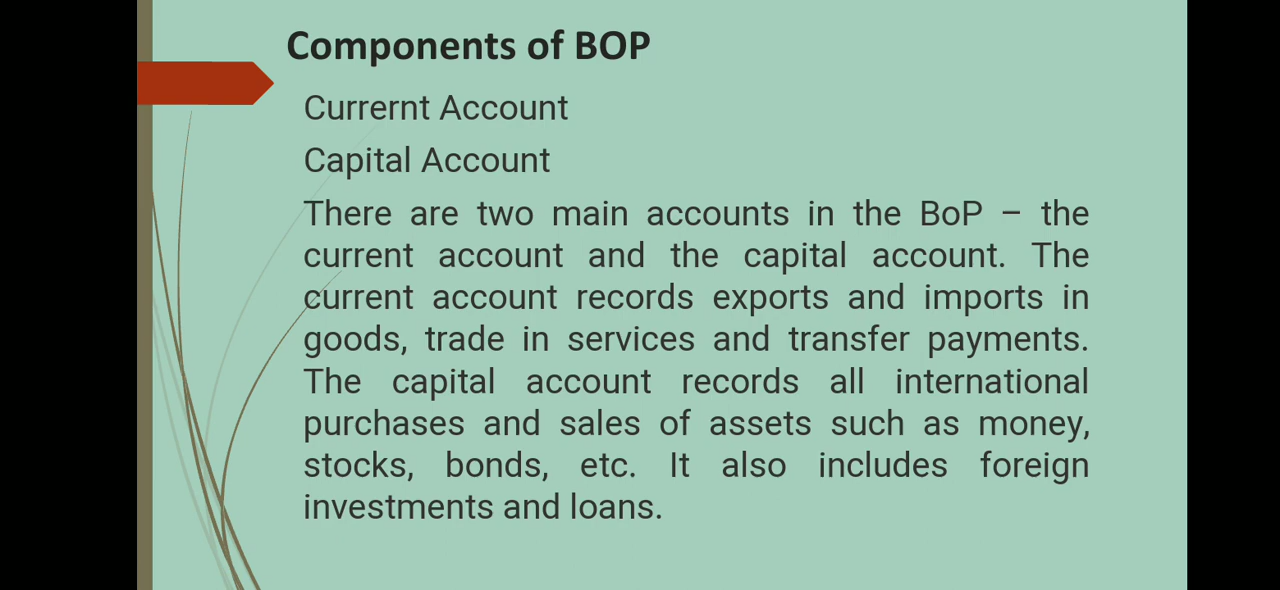 Components of BOP
Currernt Account
Capital Account
There are two main accounts in the BoP – the
current account and the capital account. The
current account records exports and imports in
goods, trade in services and transfer payments.
The capital account records all international
purchases and sales of assets such as money,
stocks, bonds, etc. It also includes foreign
investments and loans.